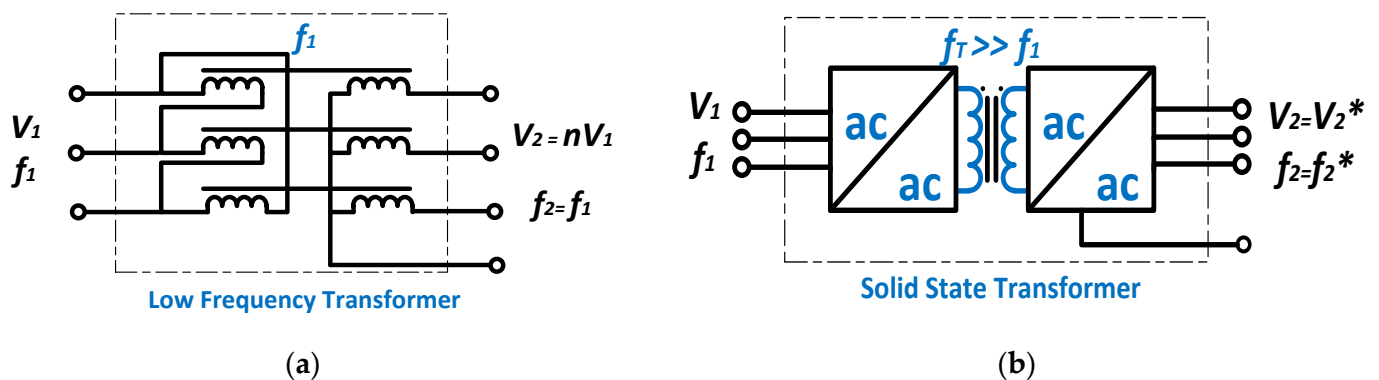 f1
V1
f1
V2 = nV1
f2=f1
Low Frequency Transformer
(a)
fT >> f1
V1
f1
ac
ac
ac
ac
V2=V2*
f2=f2*
Solid State Transformer
(b)